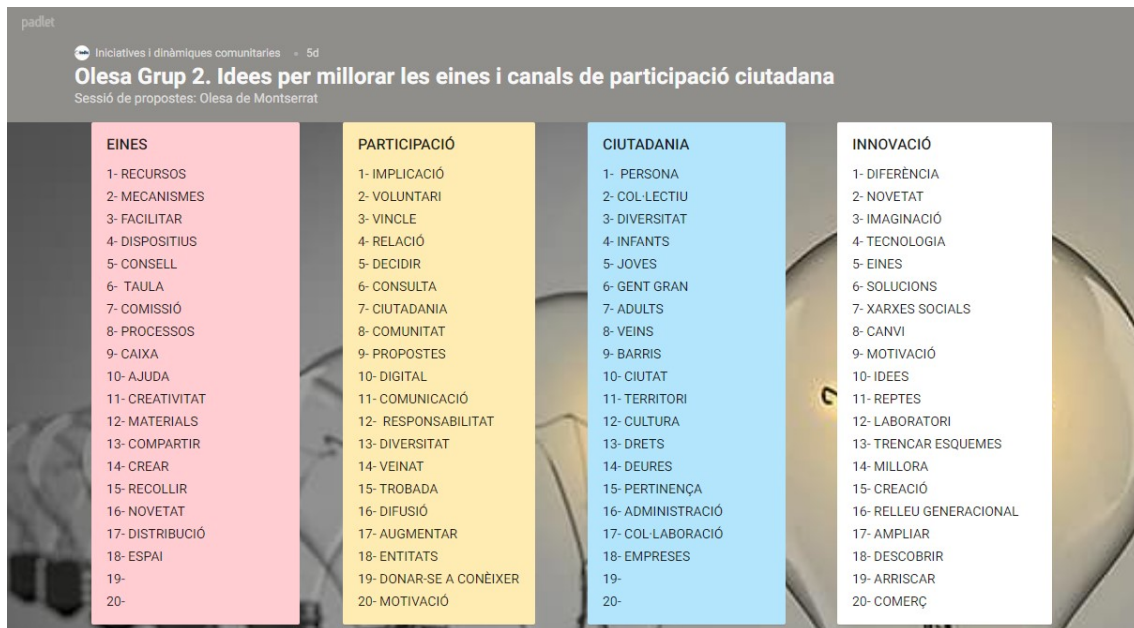 padlet
Iniciatives i dinàmiques comunitaries • 5d
Olesa Grup 2. Idees per millorar les eines i canals de participació ciutadana
Sessió de propostes: Olesa de Montserrat
EINES
1- RECURSOS
2- MECANISMES
3- FACILITAR
4- DISPOSITIUS
5- CONSELL
6- TAULA
7- COMISSIÓ
8- PROCESSOS
9- CAIXA
10- AJUDA
11- CREATIVITAT
12- MATERIALS
13- COMPARTIR
14- CREAR
15- RECOLLIR
16- NOVETAT
17- DISTRIBUCIÓ
18- ESPAI
19-
20-
PARTICIPACIÓ
1- IMPLICACIÓ
2- VOLUNTARI
3- VINCLE
4- RELACIÓ
5- DECIDIR
6- CONSULTA
7- CIUTADANIA
8- COMUNITAT
9- PROPOSTES
10- DIGITAL
11- COMUNICACIÓ
12- RESPONSABILITAT
13- DIVERSITAT
14- VEINAT
15- TROBADA
16- DIFUSIÓ
17- AUGMENTAR
18- ENTITATS
19- DONAR-SE A CONÈIXER
20- MOTIVACIÓ
CIUTADANIA
1- PERSONA
2- COL·LECTIU
3- DIVERSITAT
4- INFANTS
5- JOVES
6- GENT GRAN
7- ADULTS
8- VEINS
9- BARRIS
10- CIUTAT
11- TERRITORI
12- CULTURA
13- DRETS
14- DEURES
15- PERTINENÇA
16- ADMINISTRACIÓ
17- COL·LABORACIÓ
18- EMPRESES
19-
20-
INNOVACIÓ
1- DIFERÈNCIA
2- NOVETAT
3- IMAGINACIÓ
4- TECNOLOGIA
5- EINES
6- SOLUCIONS
7- XARXES SOCIALS
8- CANVI
9- MOTIVACIÓ
10- IDEES
11- REPTES
12- LABORATORI
13- TRENCAR ESQUEMES
14- MILLORA
15- CREACIÓ
16- RELLEU GENERACIONAL
17- AMPLIAR
18- DESCOBRIR
19- ARRISCAR
20- COMERÇ